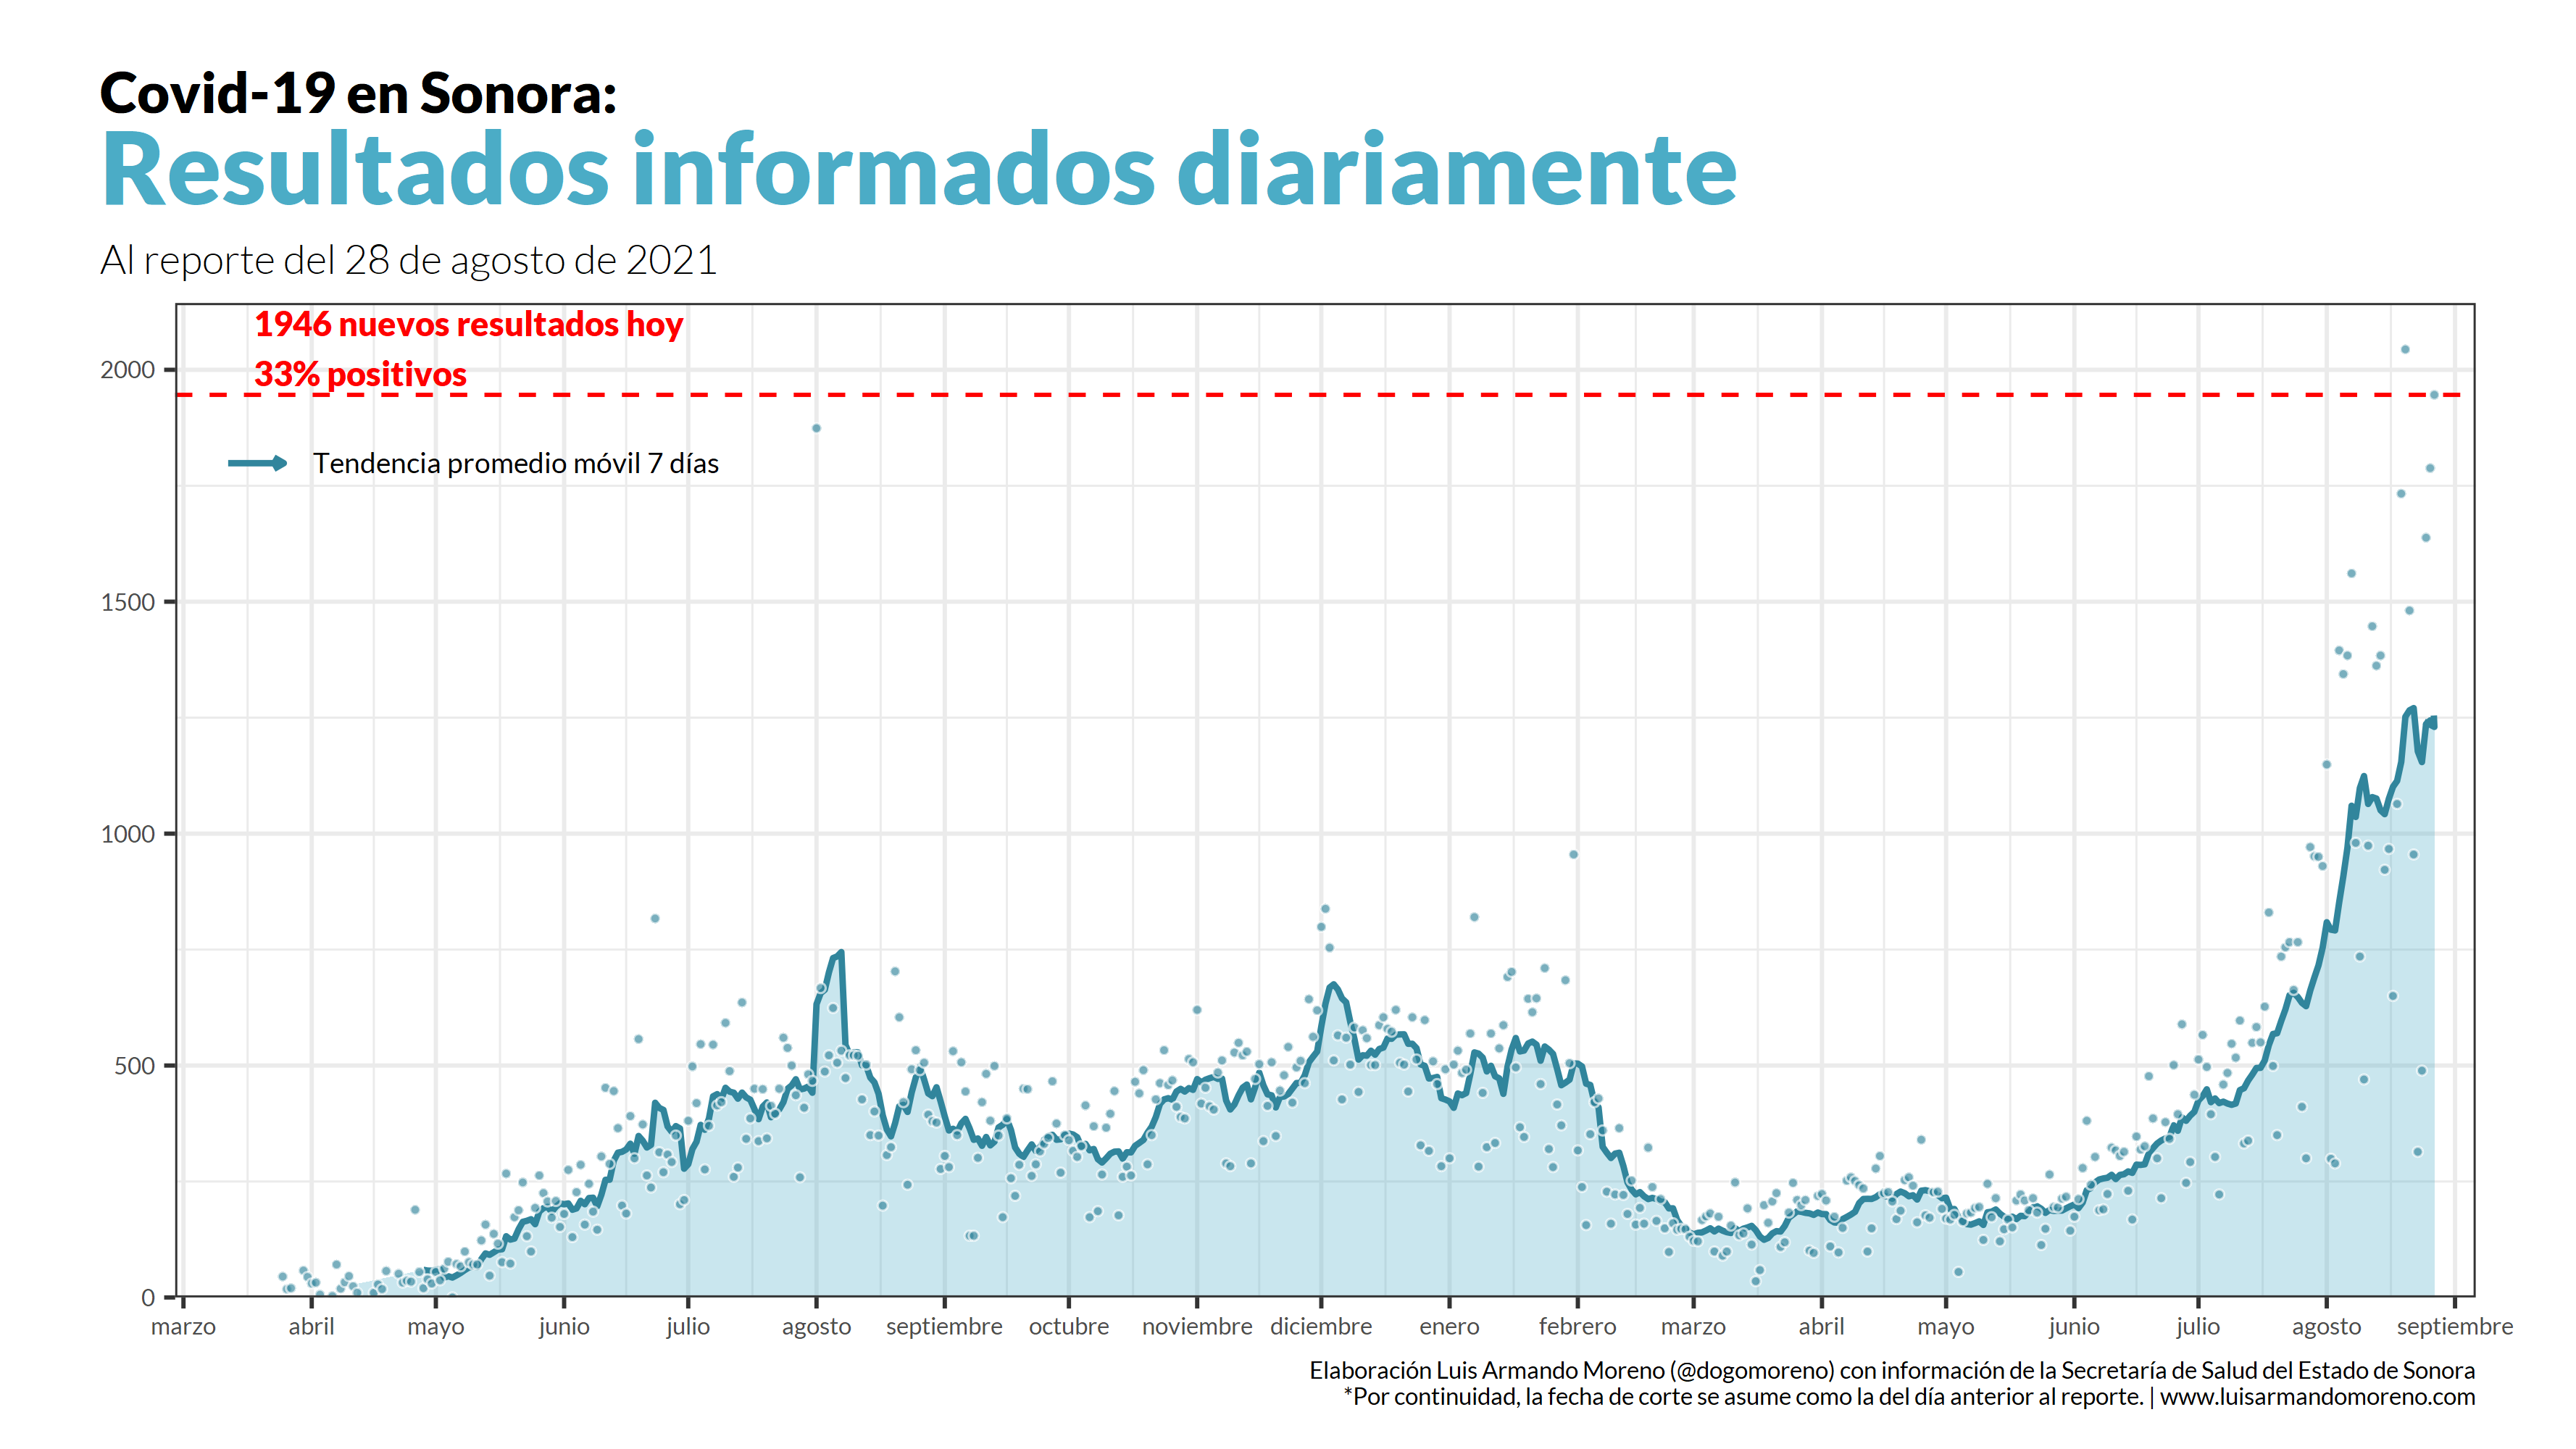 Covid-19 en Sonora:
Resultados informados diariamente
Al reporte del 28 de agosto de 2021
1946 nuevos resultados hoy
33% positivos
Tendencia promedio móvil 7 días
2000
1500
1000
500
0
marzo abril mayo junio julio agosto septiembre octubre noviembre diciembre enero febrero marzo abril mayo junio julio agosto septiembre
Elaboración Luis Armando Moreno (@dogomoreno) con información de la Secretaría de Salud del Estado de Sonora
*Por continuidad, la fecha de corte se asume como la del día anterior al reporte. | www.luisarmandomoreno.com